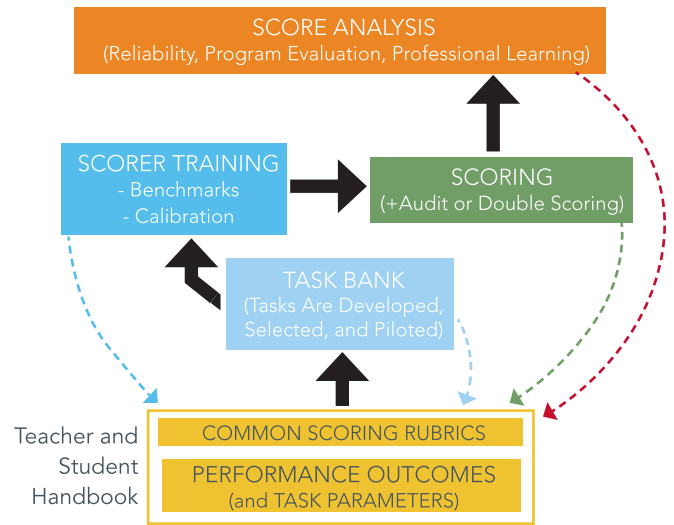 SCORE ANALYSIS
(Reliability, Program Evaluation, Professional Learning)
SCORER TRAINING
- Benchmarks
- Calibration
SCORING
(+Audit or Double Scoring)
TASK BANK
(Tasks Are Developed,
Selected, and Piloted)
Teacher and
Student
Handbook
COMMON SCORING RUBRICS
PERFORMANCE OUTCOMES
(and TASK PARAMETERS)